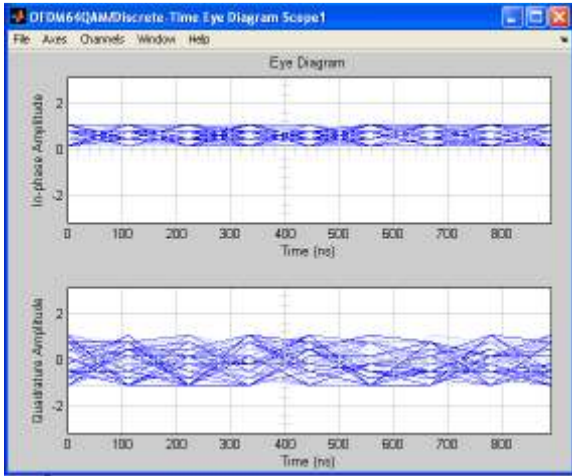 OFDM64QAM/Discrete-Time Eye Diagram Scope1
File Axes Channels Window Help
Eye Diagram
In-phase Amplitude
2
0
-2
0 100 200 300 400 500 600 700 800
Time (ns)
Quadrature Amplitude
2
0
-2
0 100 200 300 400 500 600 700 800
Time (ns)